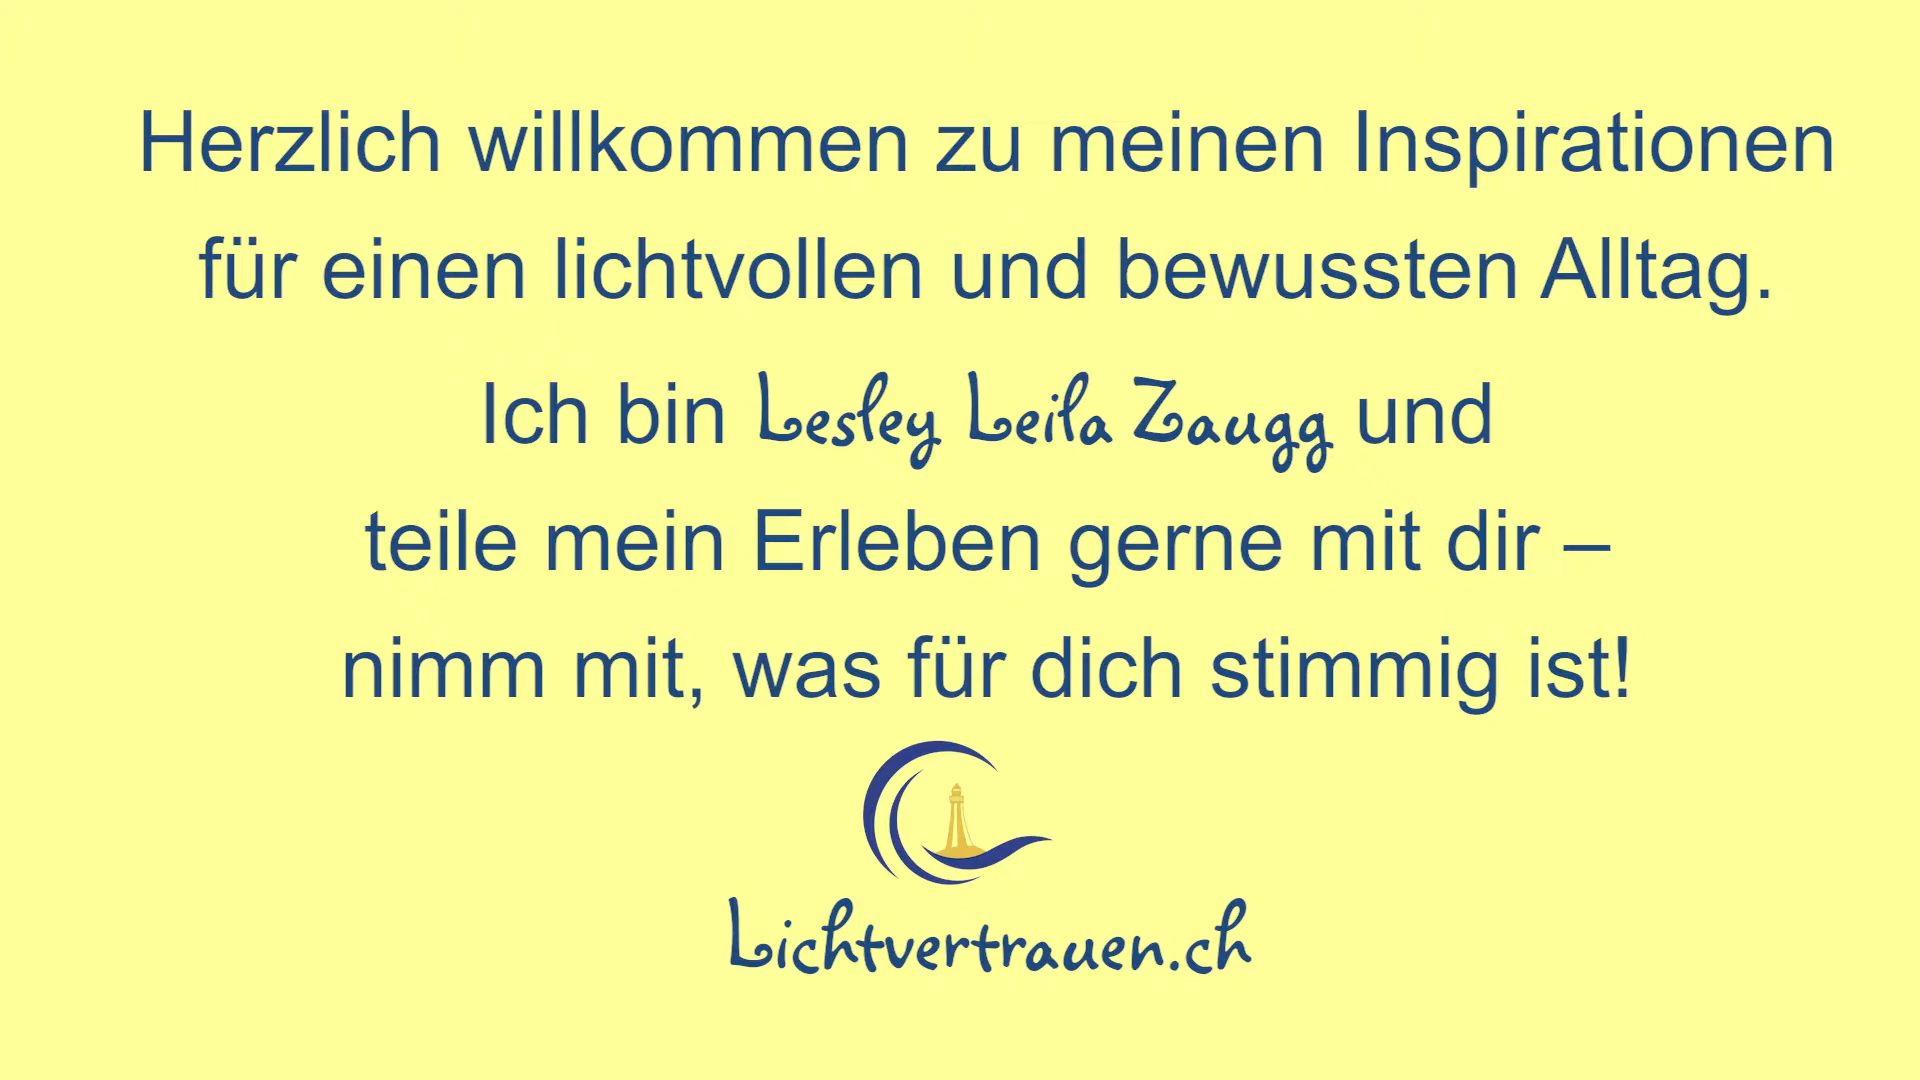 Herzlich willkommen zu meinen Inspirationen
für einen lichtvollen und bewussten Alltag.
Ich bin Lesley Leila Zaugg und
teile mein Erleben gerne mit dir –
nimm mit, was für dich stimmig ist!
Lichtvertrauen.ch